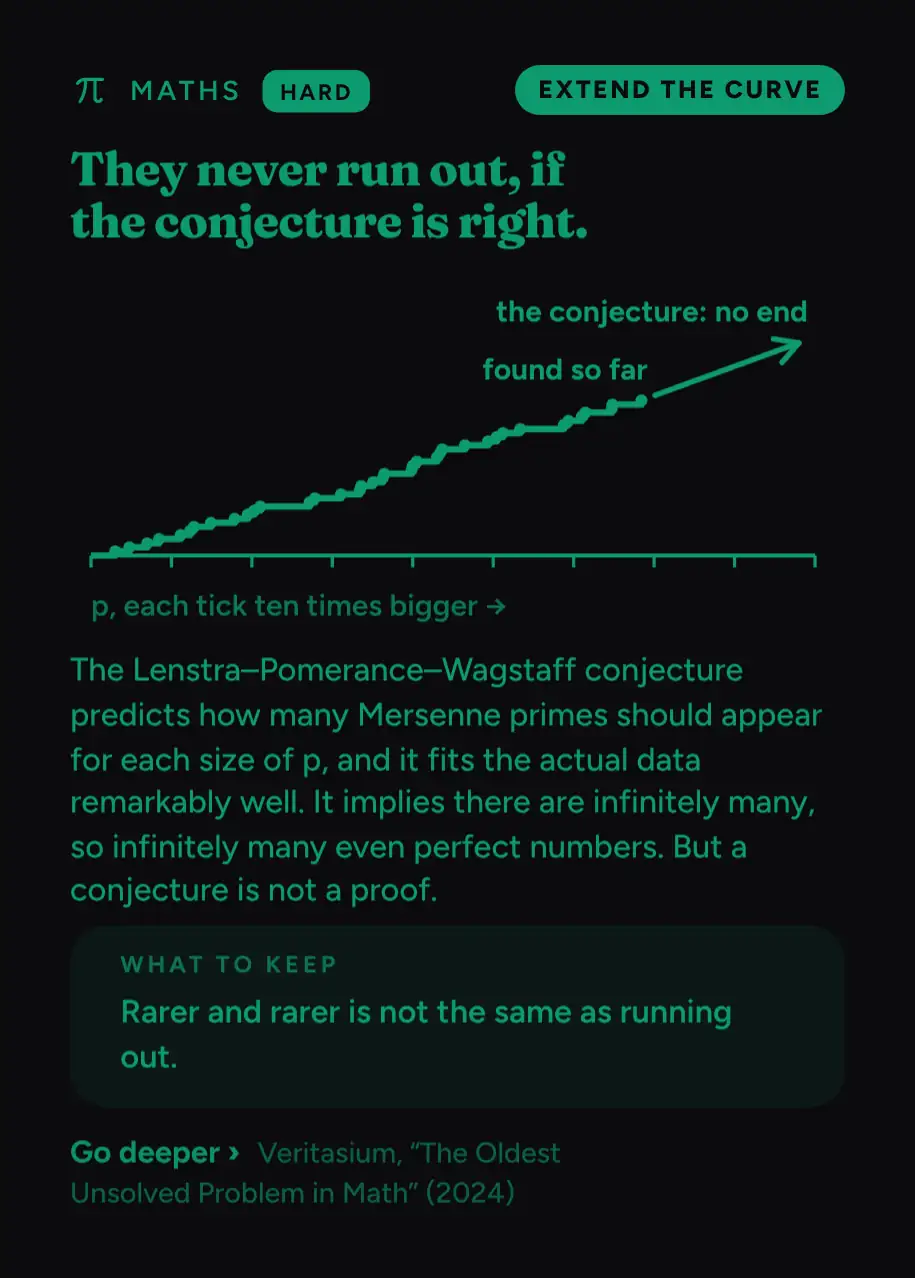 π MATHS HARD EXTEND THE CURVE
They never run out, if
the conjecture is right.
the conjecture: no end
found so far
p, each tick ten times bigger →
The Lenstra–Pomerance–Wagstaff conjecture
predicts how many Mersenne primes should appear
for each size of p, and it fits the actual data
remarkably well. It implies there are infinitely many,
so infinitely many even perfect numbers. But a
conjecture is not a proof.
WHAT TO KEEP
Rarer and rarer is not the same as running
out.
Go deeper › Veritasium, “The Oldest
Unsolved Problem in Math” (2024)